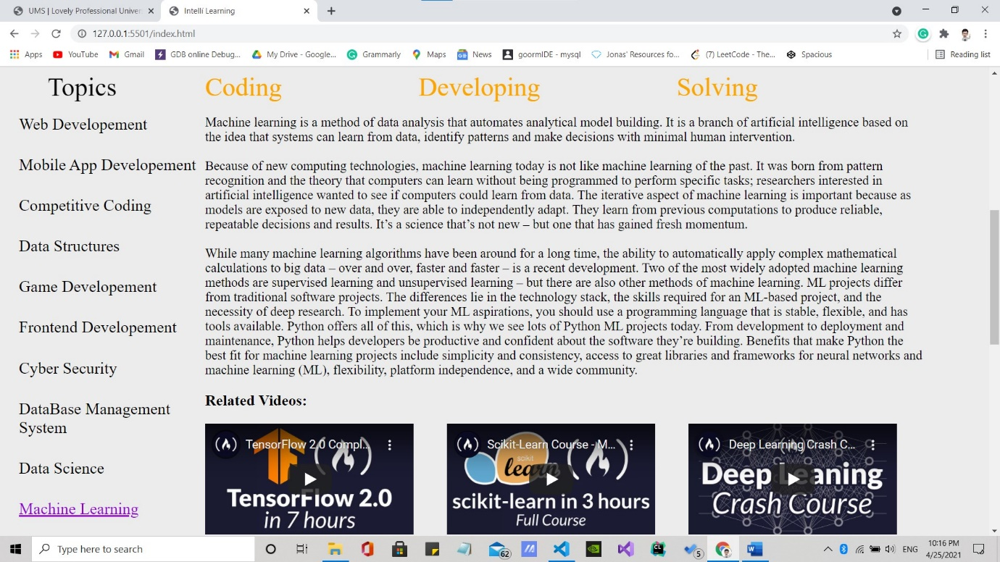 UMS | Lovely Professional Univer
Intelli Learning
127.0.0.1:5501/index.html
Apps YouTube Gmail GDB online Debug... My Drive - Google... Grammarly Maps News goormIDE - mysql Jonas' Resources fo... (7) LeetCode - The... Spacious Reading list
Topics
Web Developement
Mobile App Developement
Competitive Coding
Data Structures
Game Developement
Frontend Developement
Cyber Security
DataBase Management
System
Data Science
Machine Learning
Coding Developing Solving
Machine learning is a method of data analysis that automates analytical model building. It is a branch of artificial intelligence based on
the idea that systems can learn from data, identify patterns and make decisions with minimal human intervention.
Because of new computing technologies, machine learning today is not like machine learning of the past. It was born from pattern
recognition and the theory that computers can learn without being programmed to perform specific tasks; researchers interested in
artificial intelligence wanted to see if computers could learn from data. The iterative aspect of machine learning is important because as
models are exposed to new data, they are able to independently adapt. They learn from previous computations to produce reliable,
repeatable decisions and results. It’s a science that’s not new – but one that has gained fresh momentum.
While many machine learning algorithms have been around for a long time, the ability to automatically apply complex mathematical
calculations to big data – over and over, faster and faster – is a recent development. Two of the most widely adopted machine learning
methods are supervised learning and unsupervised learning – but there are also other methods of machine learning. ML projects differ
from traditional software projects. The differences lie in the technology stack, the skills required for an ML-based project, and the
necessity of deep research. To implement your ML aspirations, you should use a programming language that is stable, flexible, and has
tools available. Python offers all of this, which is why we see lots of Python ML projects today. From development to deployment and
maintenance, Python helps developers be productive and confident about the software they’re building. Benefits that make Python the
best fit for machine learning projects include simplicity and consistency, access to great libraries and frameworks for neural networks and
machine learning (ML), flexibility, platform independence, and a wide community.
Related Videos:
TensorFlow 2.0 Compl...
TensorFlow 2.0
in 7 hours
Scikit-Learn Course - M...
scikit
learn
scikit-learn in 3 hours
Full Course
Deep Learning Crash C...
Deep Learning
Crash Course
Type here to search
62
5
ENG
10:16 PM
4/25/2021